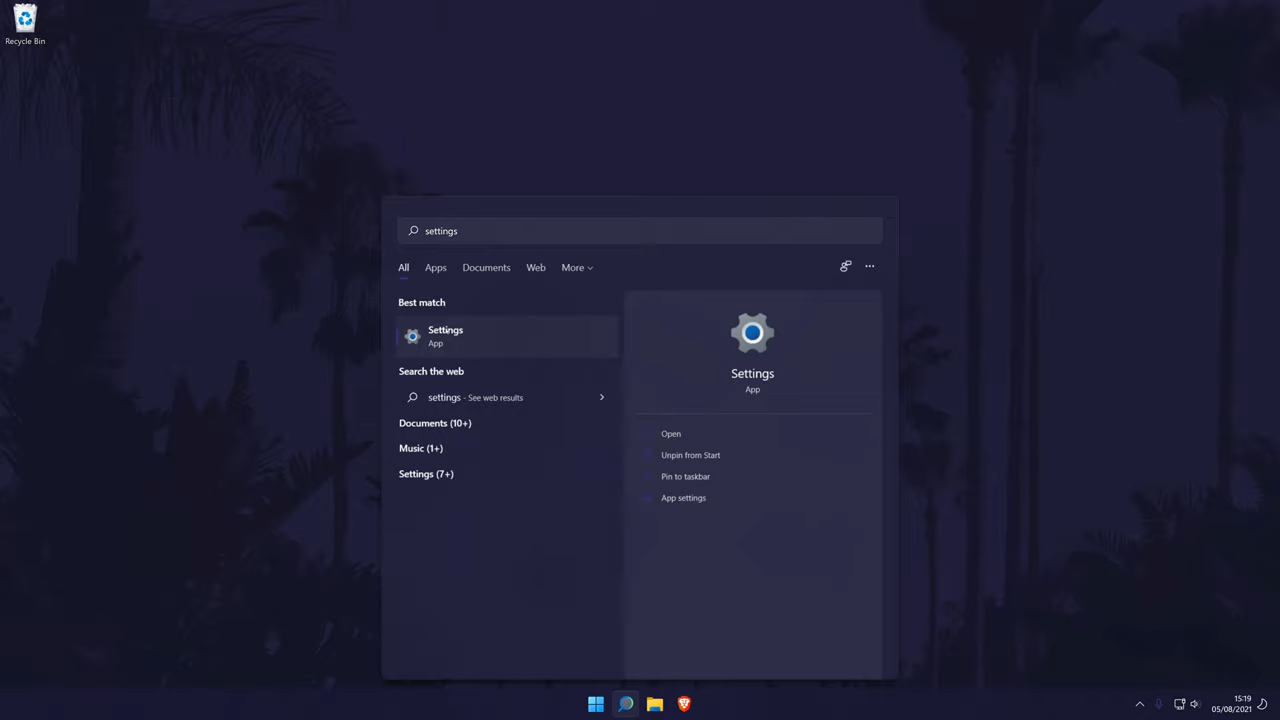 Recycle Bin
settings
All Apps Documents Web More
Best match
Settings
App
Search the web
settings - See web results
Documents (10+)
Music (1+)
Settings (7+)
Settings
App
Open
Unpin from Start
Pin to taskbar
App settings
15:19
05/08/2021